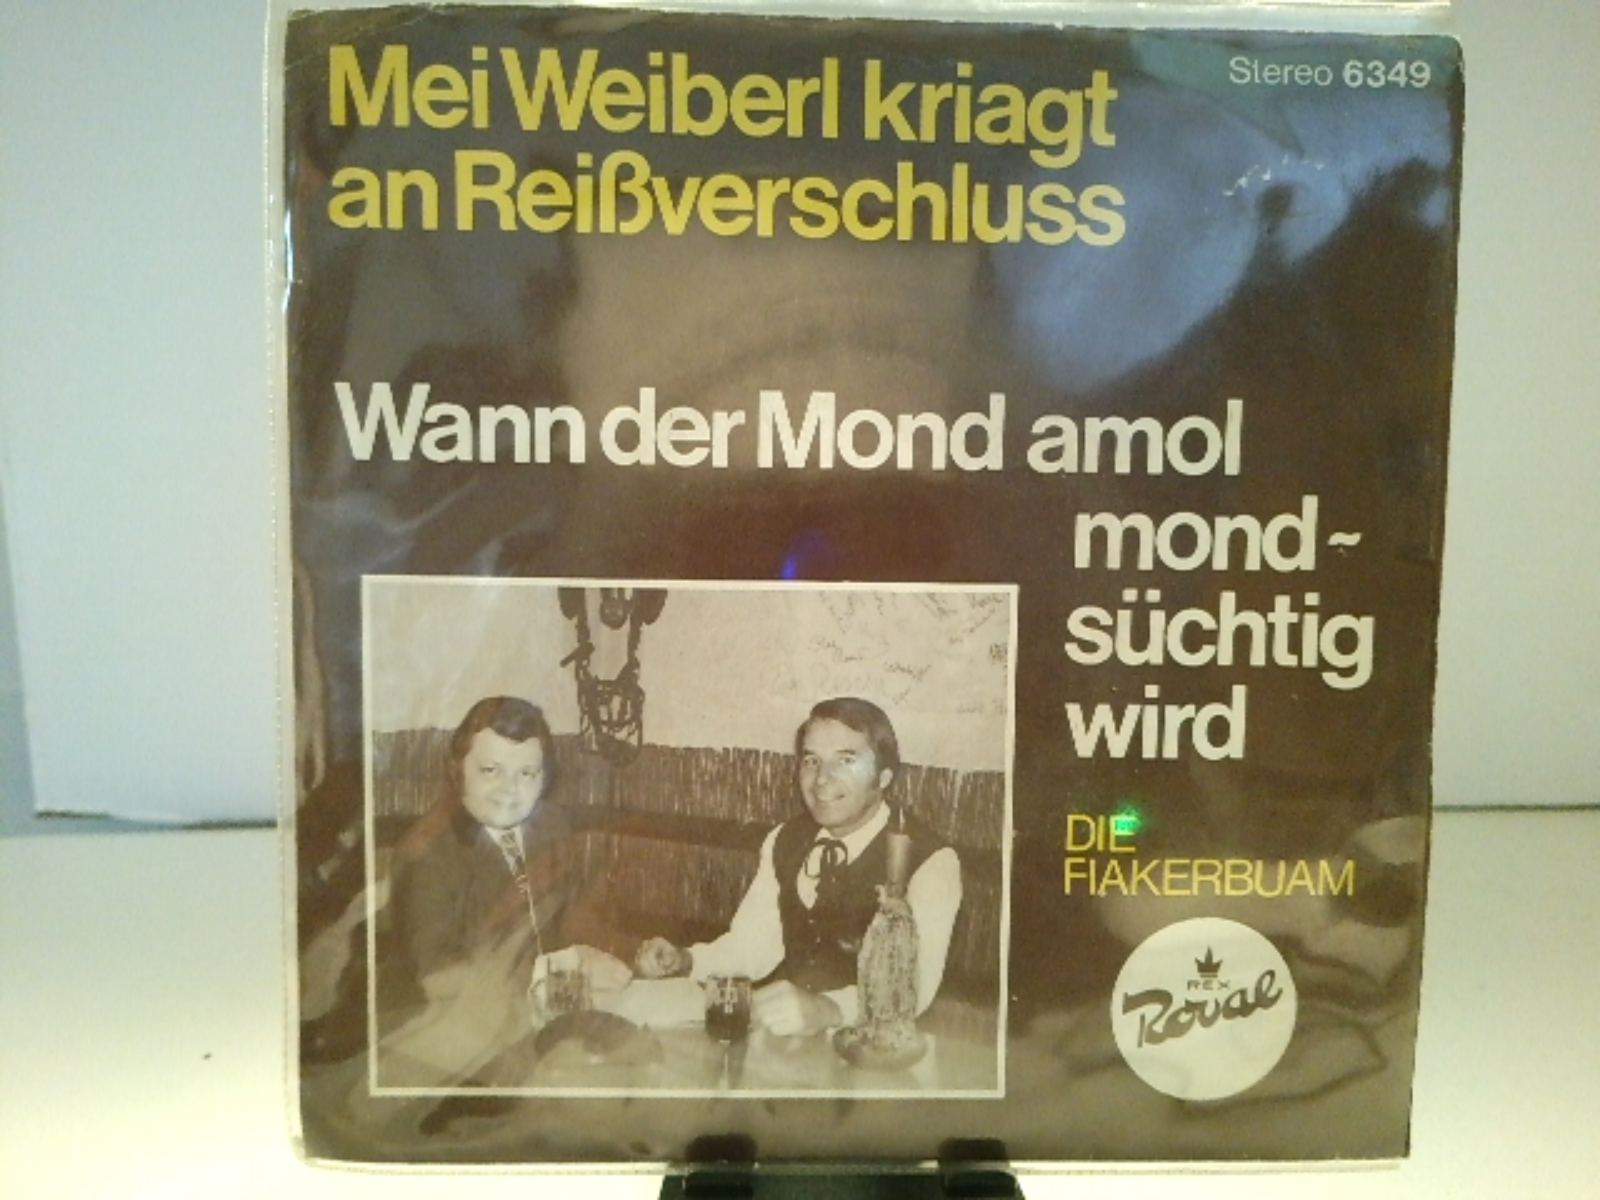 Mei Weiberl kriagt
an Reißverschluss
Stereo 6349
Wann der Mond amol
mond~
süchtig
wird
DIE
FIAKERBUAM
REX
Royal